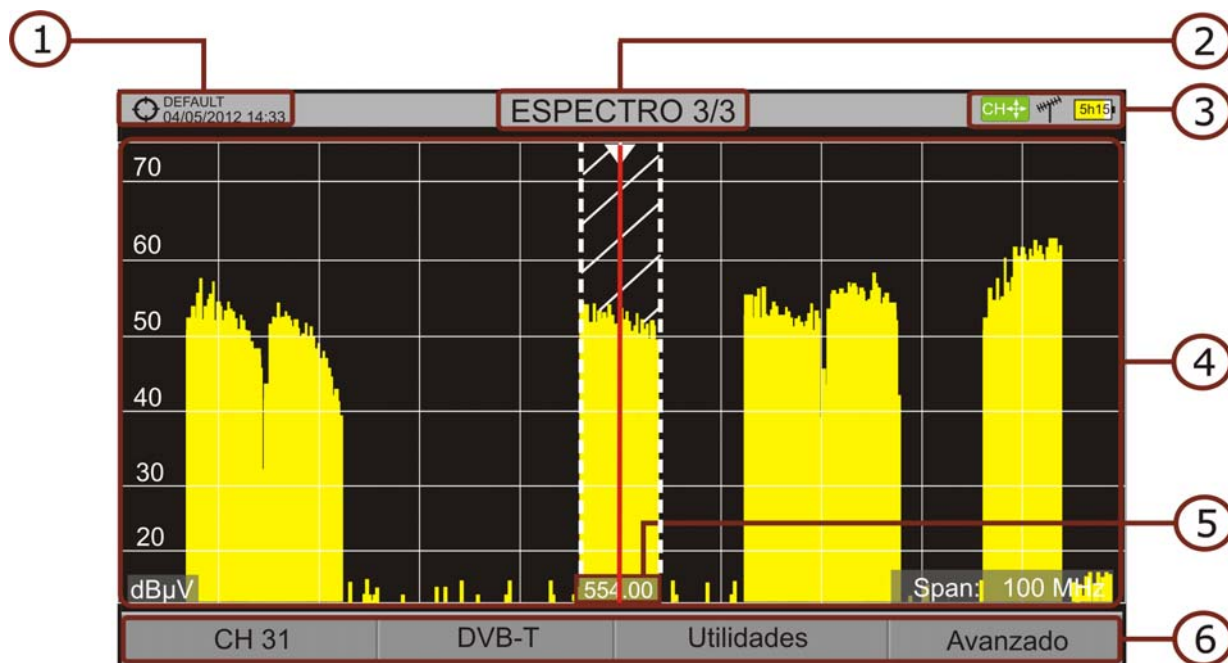 1
2
3
DEFAULT
04/05/2012 14:33
ESPECTRO 3/3
CH
5h15
70
60
50
40
30
20
4
5
dBµV
554.00
Span: 100 MHz
CH 31
DVB-T
Utilidades
Avanzado
6